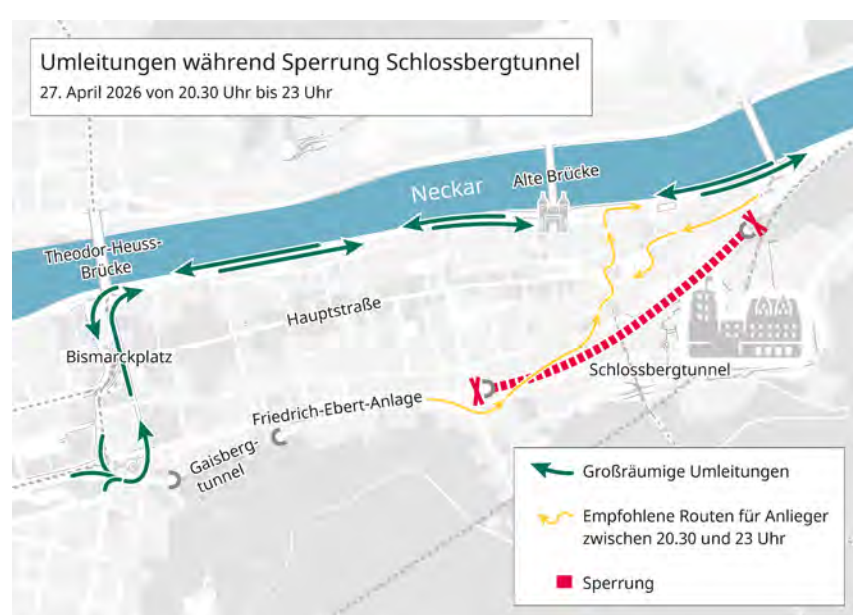 Umleitungen während Sperrung Schlossbergtunnel
27. April 2026 von 20.30 Uhr bis 23 Uhr
Neckar
Alte Brücke
Theodor-Heuss-
Brücke
Hauptstraße
Bismarckplatz
Schlossbergtunnel
Friedrich-Ebert-Anlage
Gaisberg-
tunnel
Großräumige Umleitungen
Empfohlene Routen für Anlieger
zwischen 20.30 und 23 Uhr
Sperrung